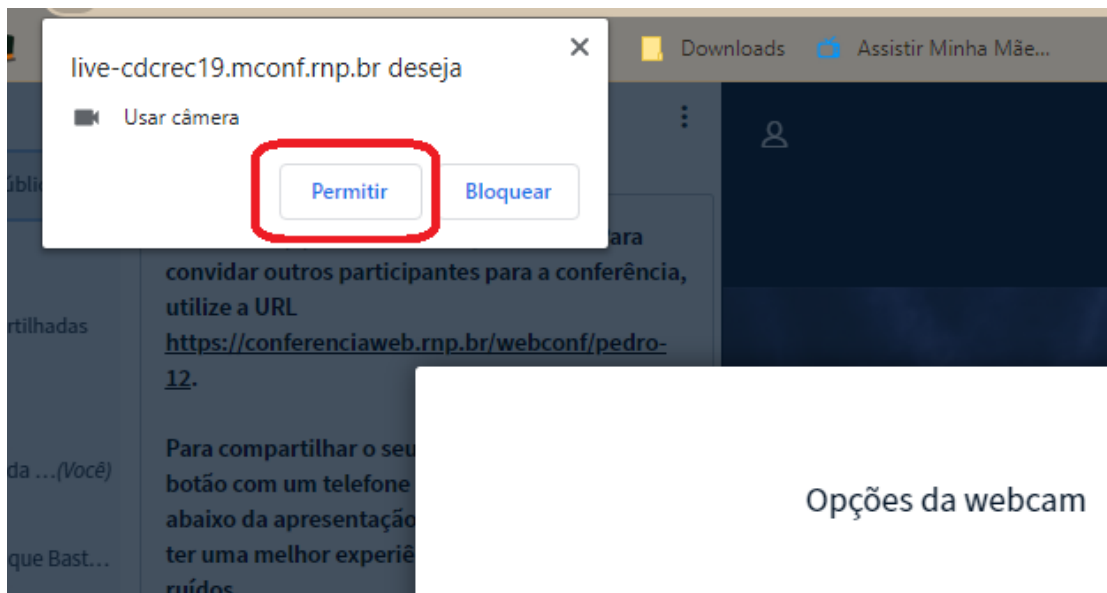 Downloads
Assistir Minha Mãe...
live-cdcrec19.mconf.rnp.br deseja
Usar câmera
Permitir
Bloquear
convidar outros participantes para a conferência,
utilize a URL
https://conferenciaweb.rnp.br/webconf/pedro-
12.
rtilhadas
Para compartilhar o seu
botão com um telefone
abaixo da apresentação
ter uma melhor experiê
ruídos
da ...(Você)
que Bast...
Opções da webcam